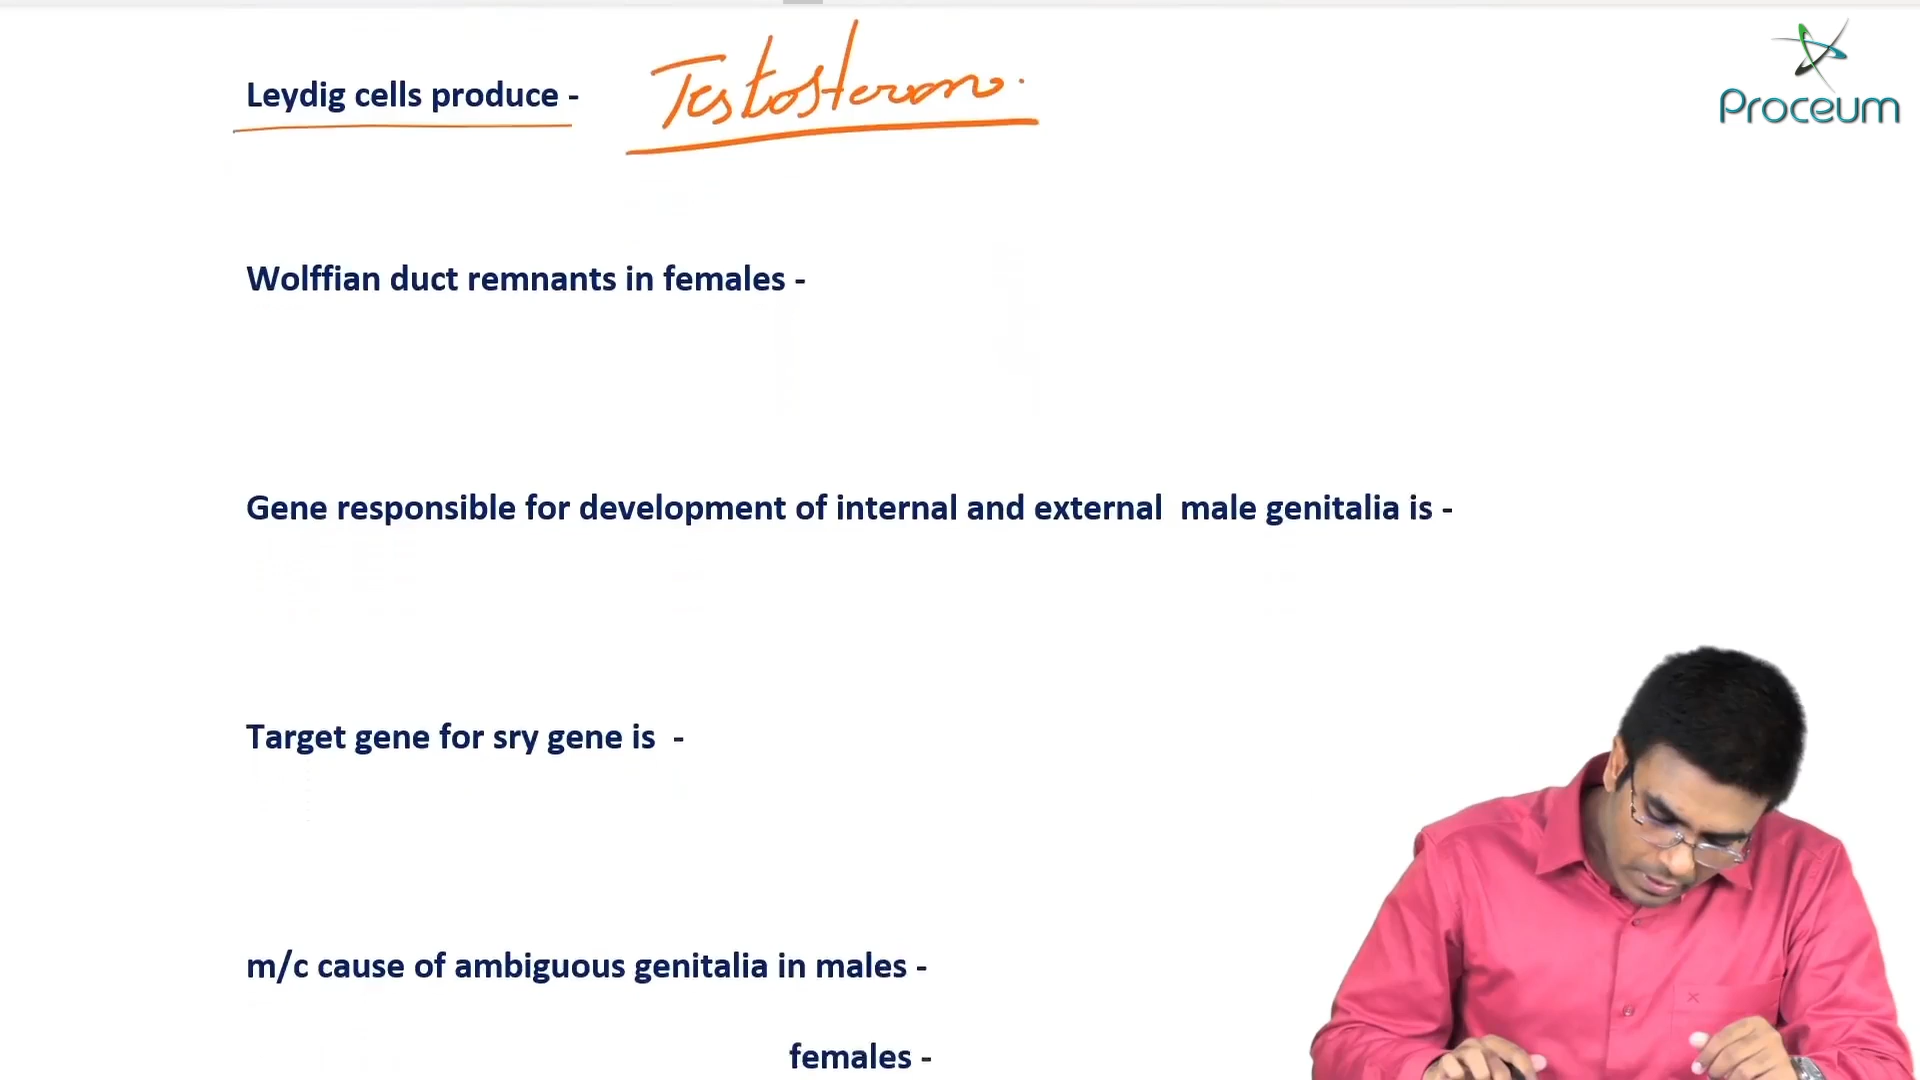 Leydig cells produce - Testosterone.
Proceum
Wolffian duct remnants in females -
Gene responsible for development of internal and external male genitalia is -
Target gene for sry gene is -
m/c cause of ambiguous genitalia in males -
females -